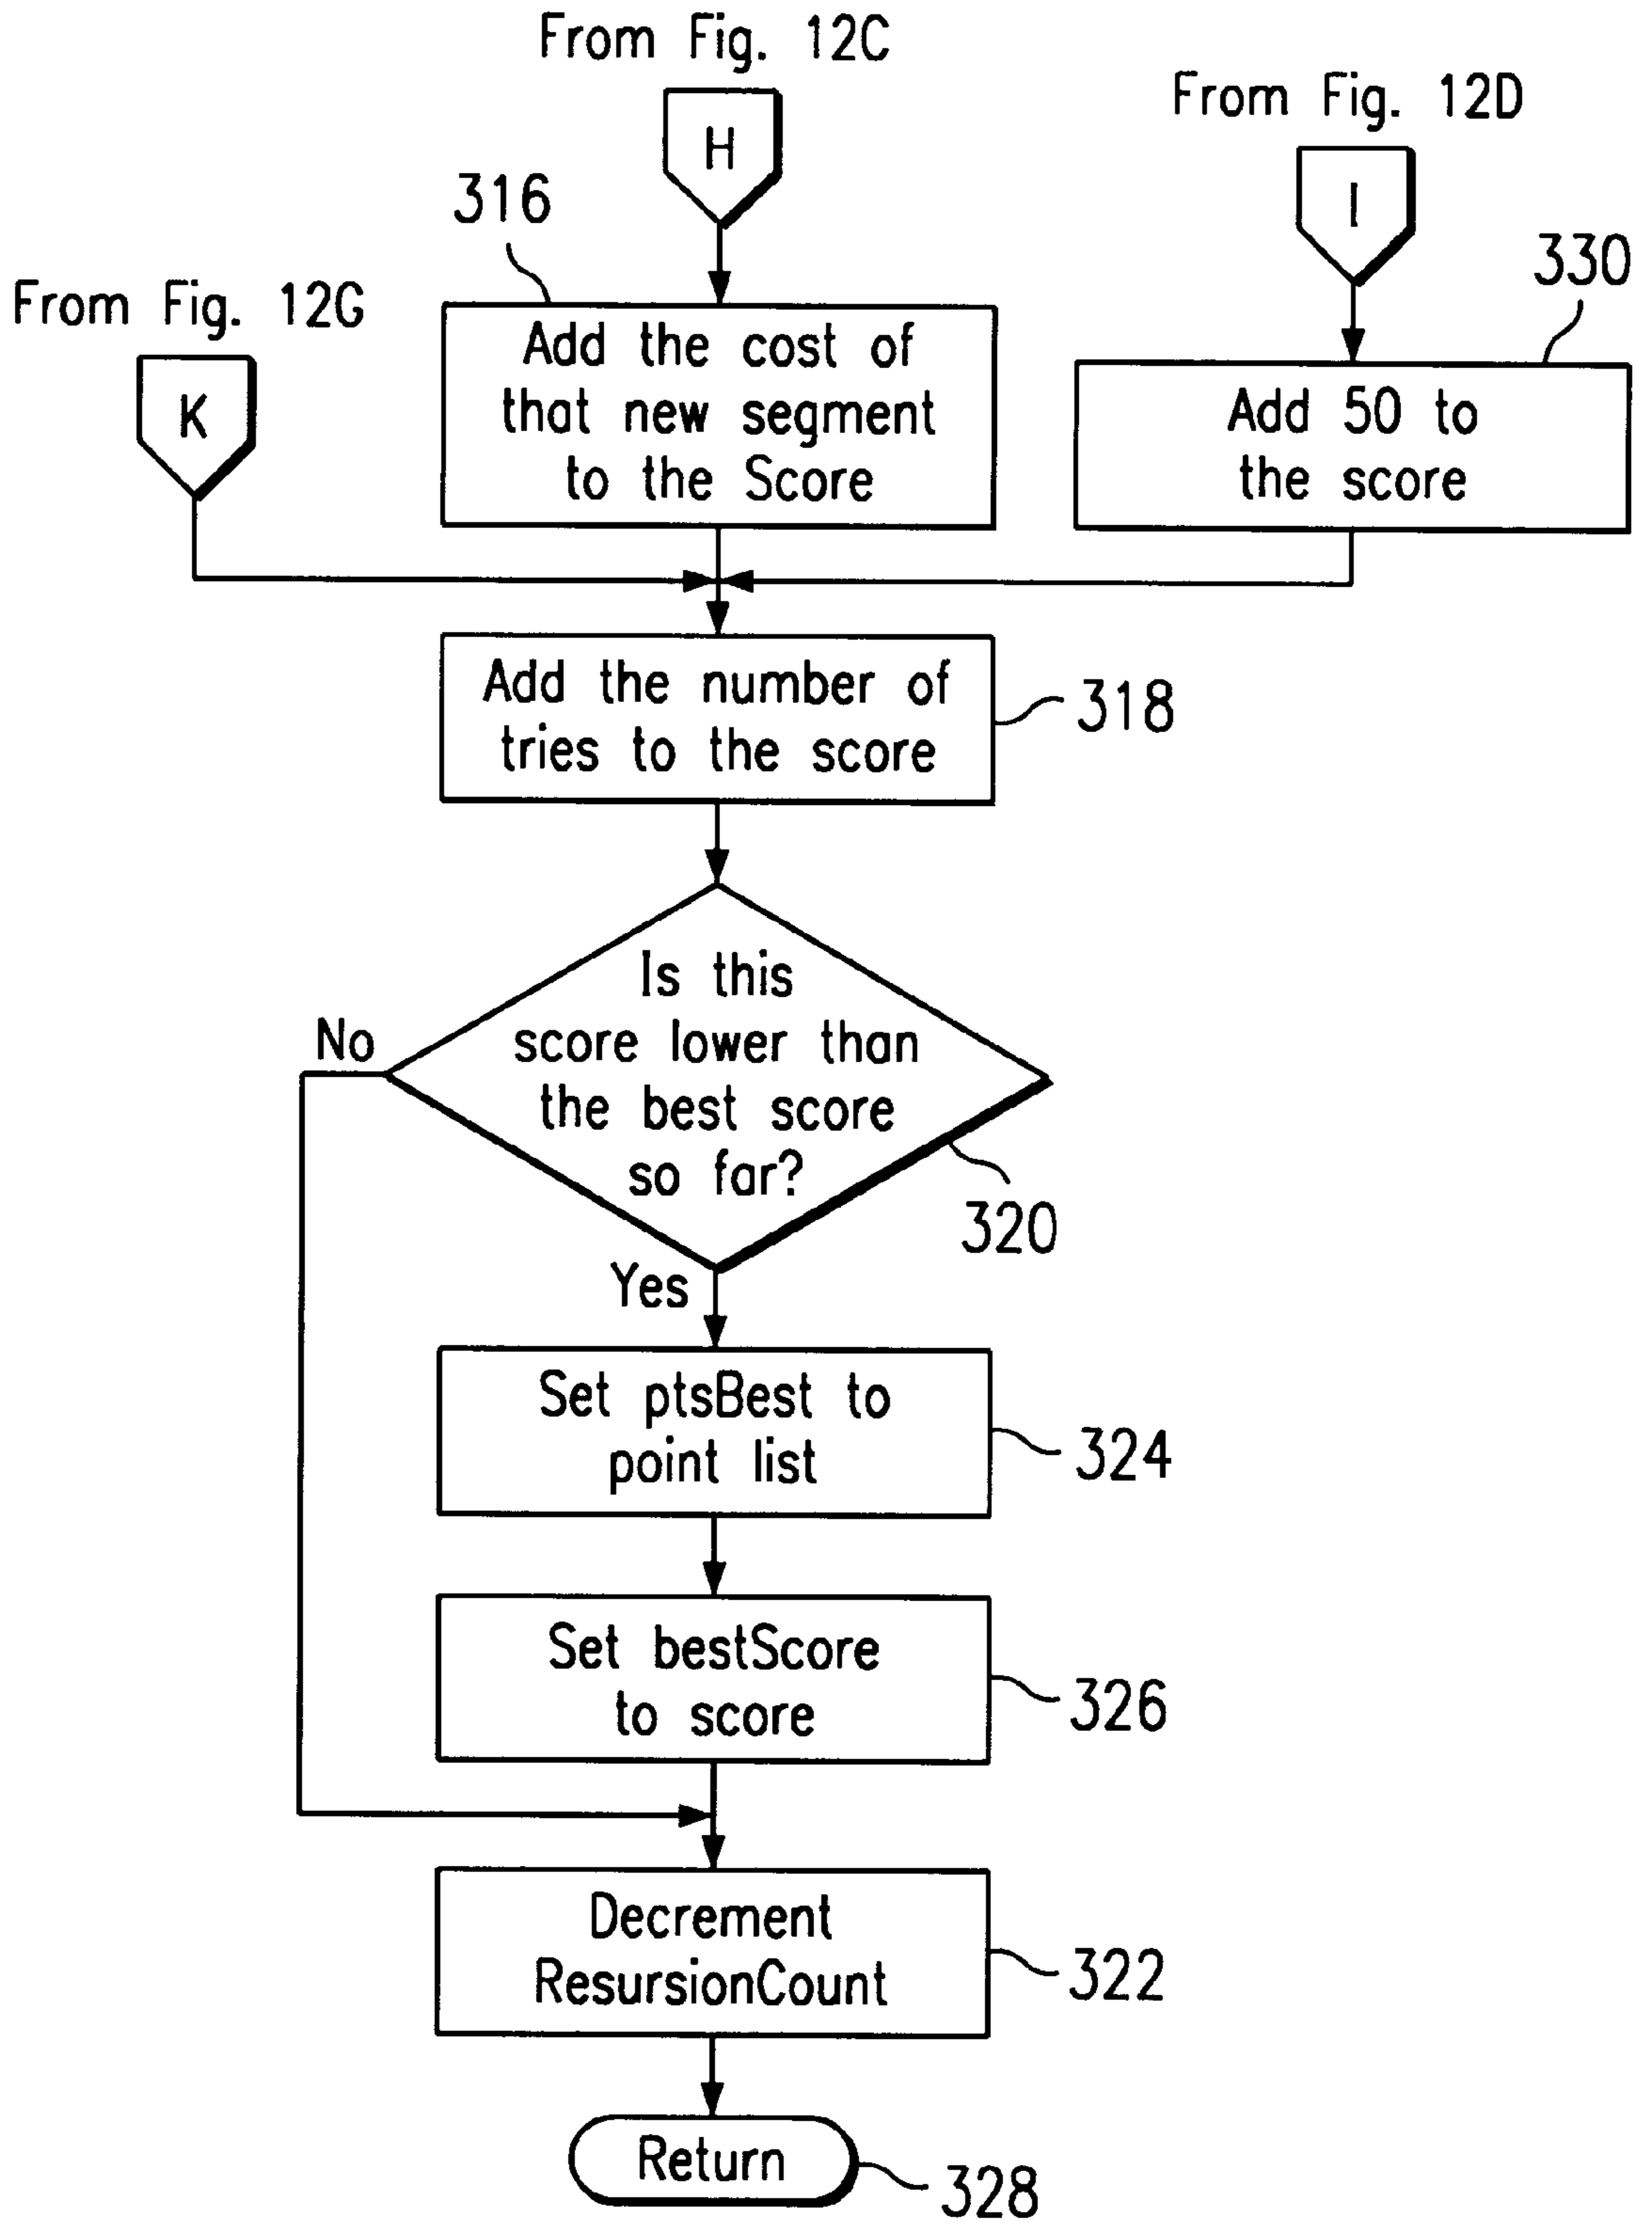 From Fig. 12C
H
From Fig. 12D
I
316
330
From Fig. 12G
K
Add the cost of
that new segment
to the Score
Add 50 to
the score
Add the number of
tries to the score
318
Is this
score lower than
the best score
so far?
No
320
Yes
Set ptsBest to
point list
324
Set bestScore
to score
326
Decrement
ResursionCount
322
Return
328